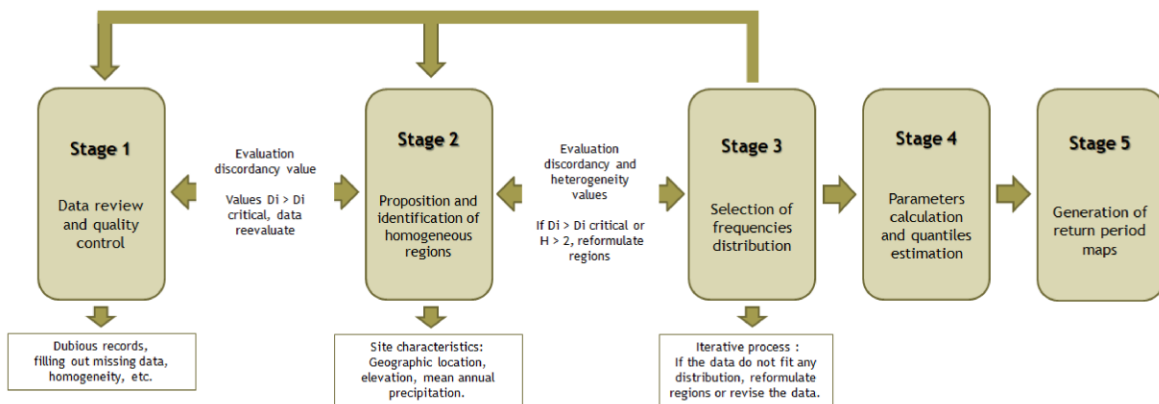 Stage 1
Data review
and quality
control
Evaluation
discordancy value
Values Di > Di
critical, data
reevaluate
Stage 2
Proposition and
identification of
homogeneous
regions
Evaluation
discordancy and
heterogeneity
values
If Di > Di critical or
H > 2, reformulate
regions
Stage 3
Selection of
frequencies
distribution
Stage 4
Parameters
calculation
and quantiles
estimation
Stage 5
Generation of
return period
maps
Dubious records,
filling out missing data,
homogeneity, etc.
Site characteristics:
Geographic location,
elevation, mean annual
precipitation.
Iterative process :
If the data do not fit any
distribution, reformulate
regions or revise the data.